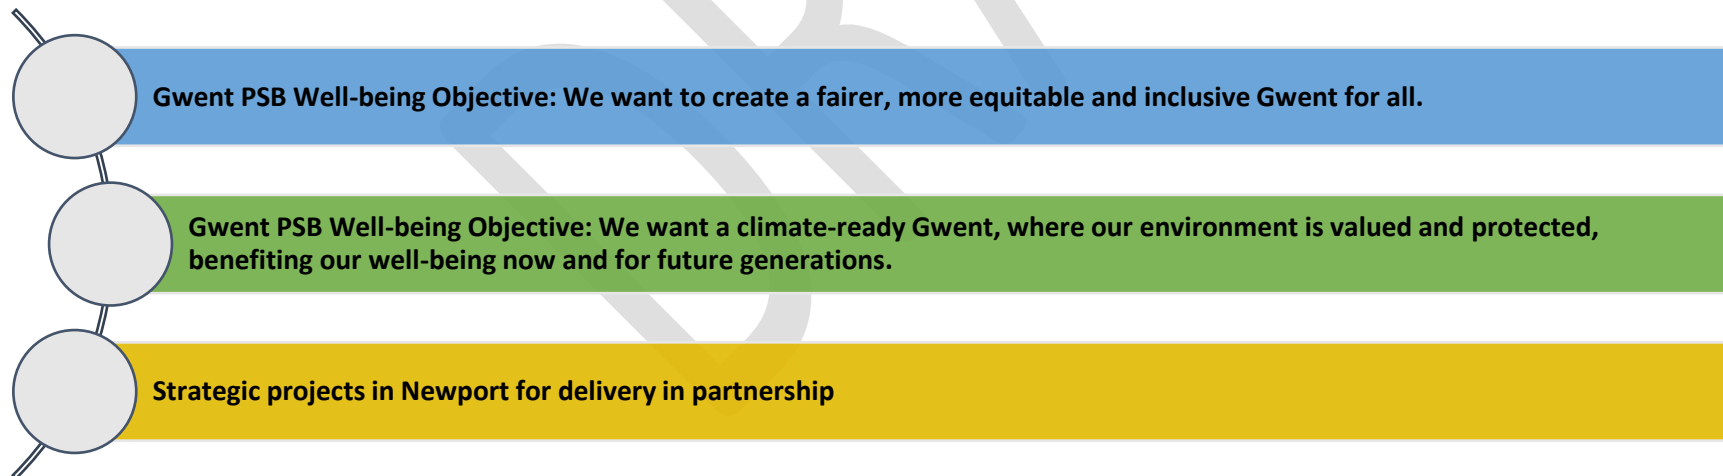 Gwent PSB Well-being Objective: We want to create a fairer, more equitable and inclusive Gwent for all.
Gwent PSB Well-being Objective: We want a climate-ready Gwent, where our environment is valued and protected,
benefiting our well-being now and for future generations.
Strategic projects in Newport for delivery in partnership